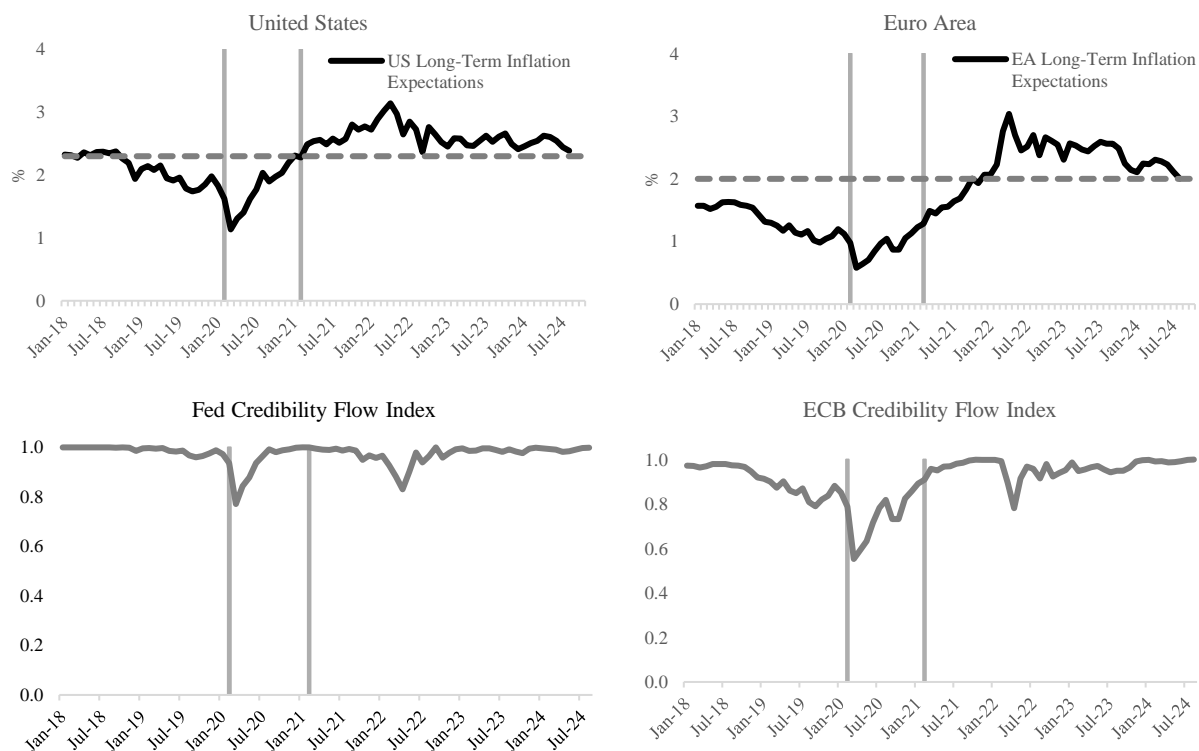 United States
US Long-Term Inflation
Expectations
4
3
2
1
0
%
Jan-18
Jul-18
Jan-19
Jul-19
Jan-20
Jul-20
Jan-21
Jul-21
Jan-22
Jul-22
Jan-23
Jul-23
Jan-24
Jul-24
Euro Area
EA Long-Term Inflation
Expectations
4
3
2
1
0
%
Jan-18
Jul-18
Jan-19
Jul-19
Jan-20
Jul-20
Jan-21
Jul-21
Jan-22
Jul-22
Jan-23
Jul-23
Jan-24
Jul-24
Fed Credibility Flow Index
1.0
0.8
0.6
0.4
0.2
0.0
Jan-18
Jul-18
Jan-19
Jul-19
Jan-20
Jul-20
Jan-21
Jul-21
Jan-22
Jul-22
Jan-23
Jul-23
Jan-24
Jul-24
ECB Credibility Flow Index
1.0
0.8
0.6
0.4
0.2
0.0
Jan-18
Jul-18
Jan-19
Jul-19
Jan-20
Jul-20
Jan-21
Jul-21
Jan-22
Jul-22
Jan-23
Jul-23
Jan-24
Jul-24